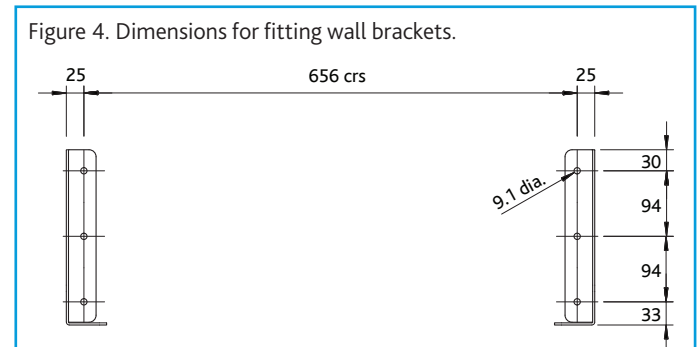 Figure 4. Dimensions for fitting wall brackets.
25 656 crs 25
30
9.1 dia.
94
94
33